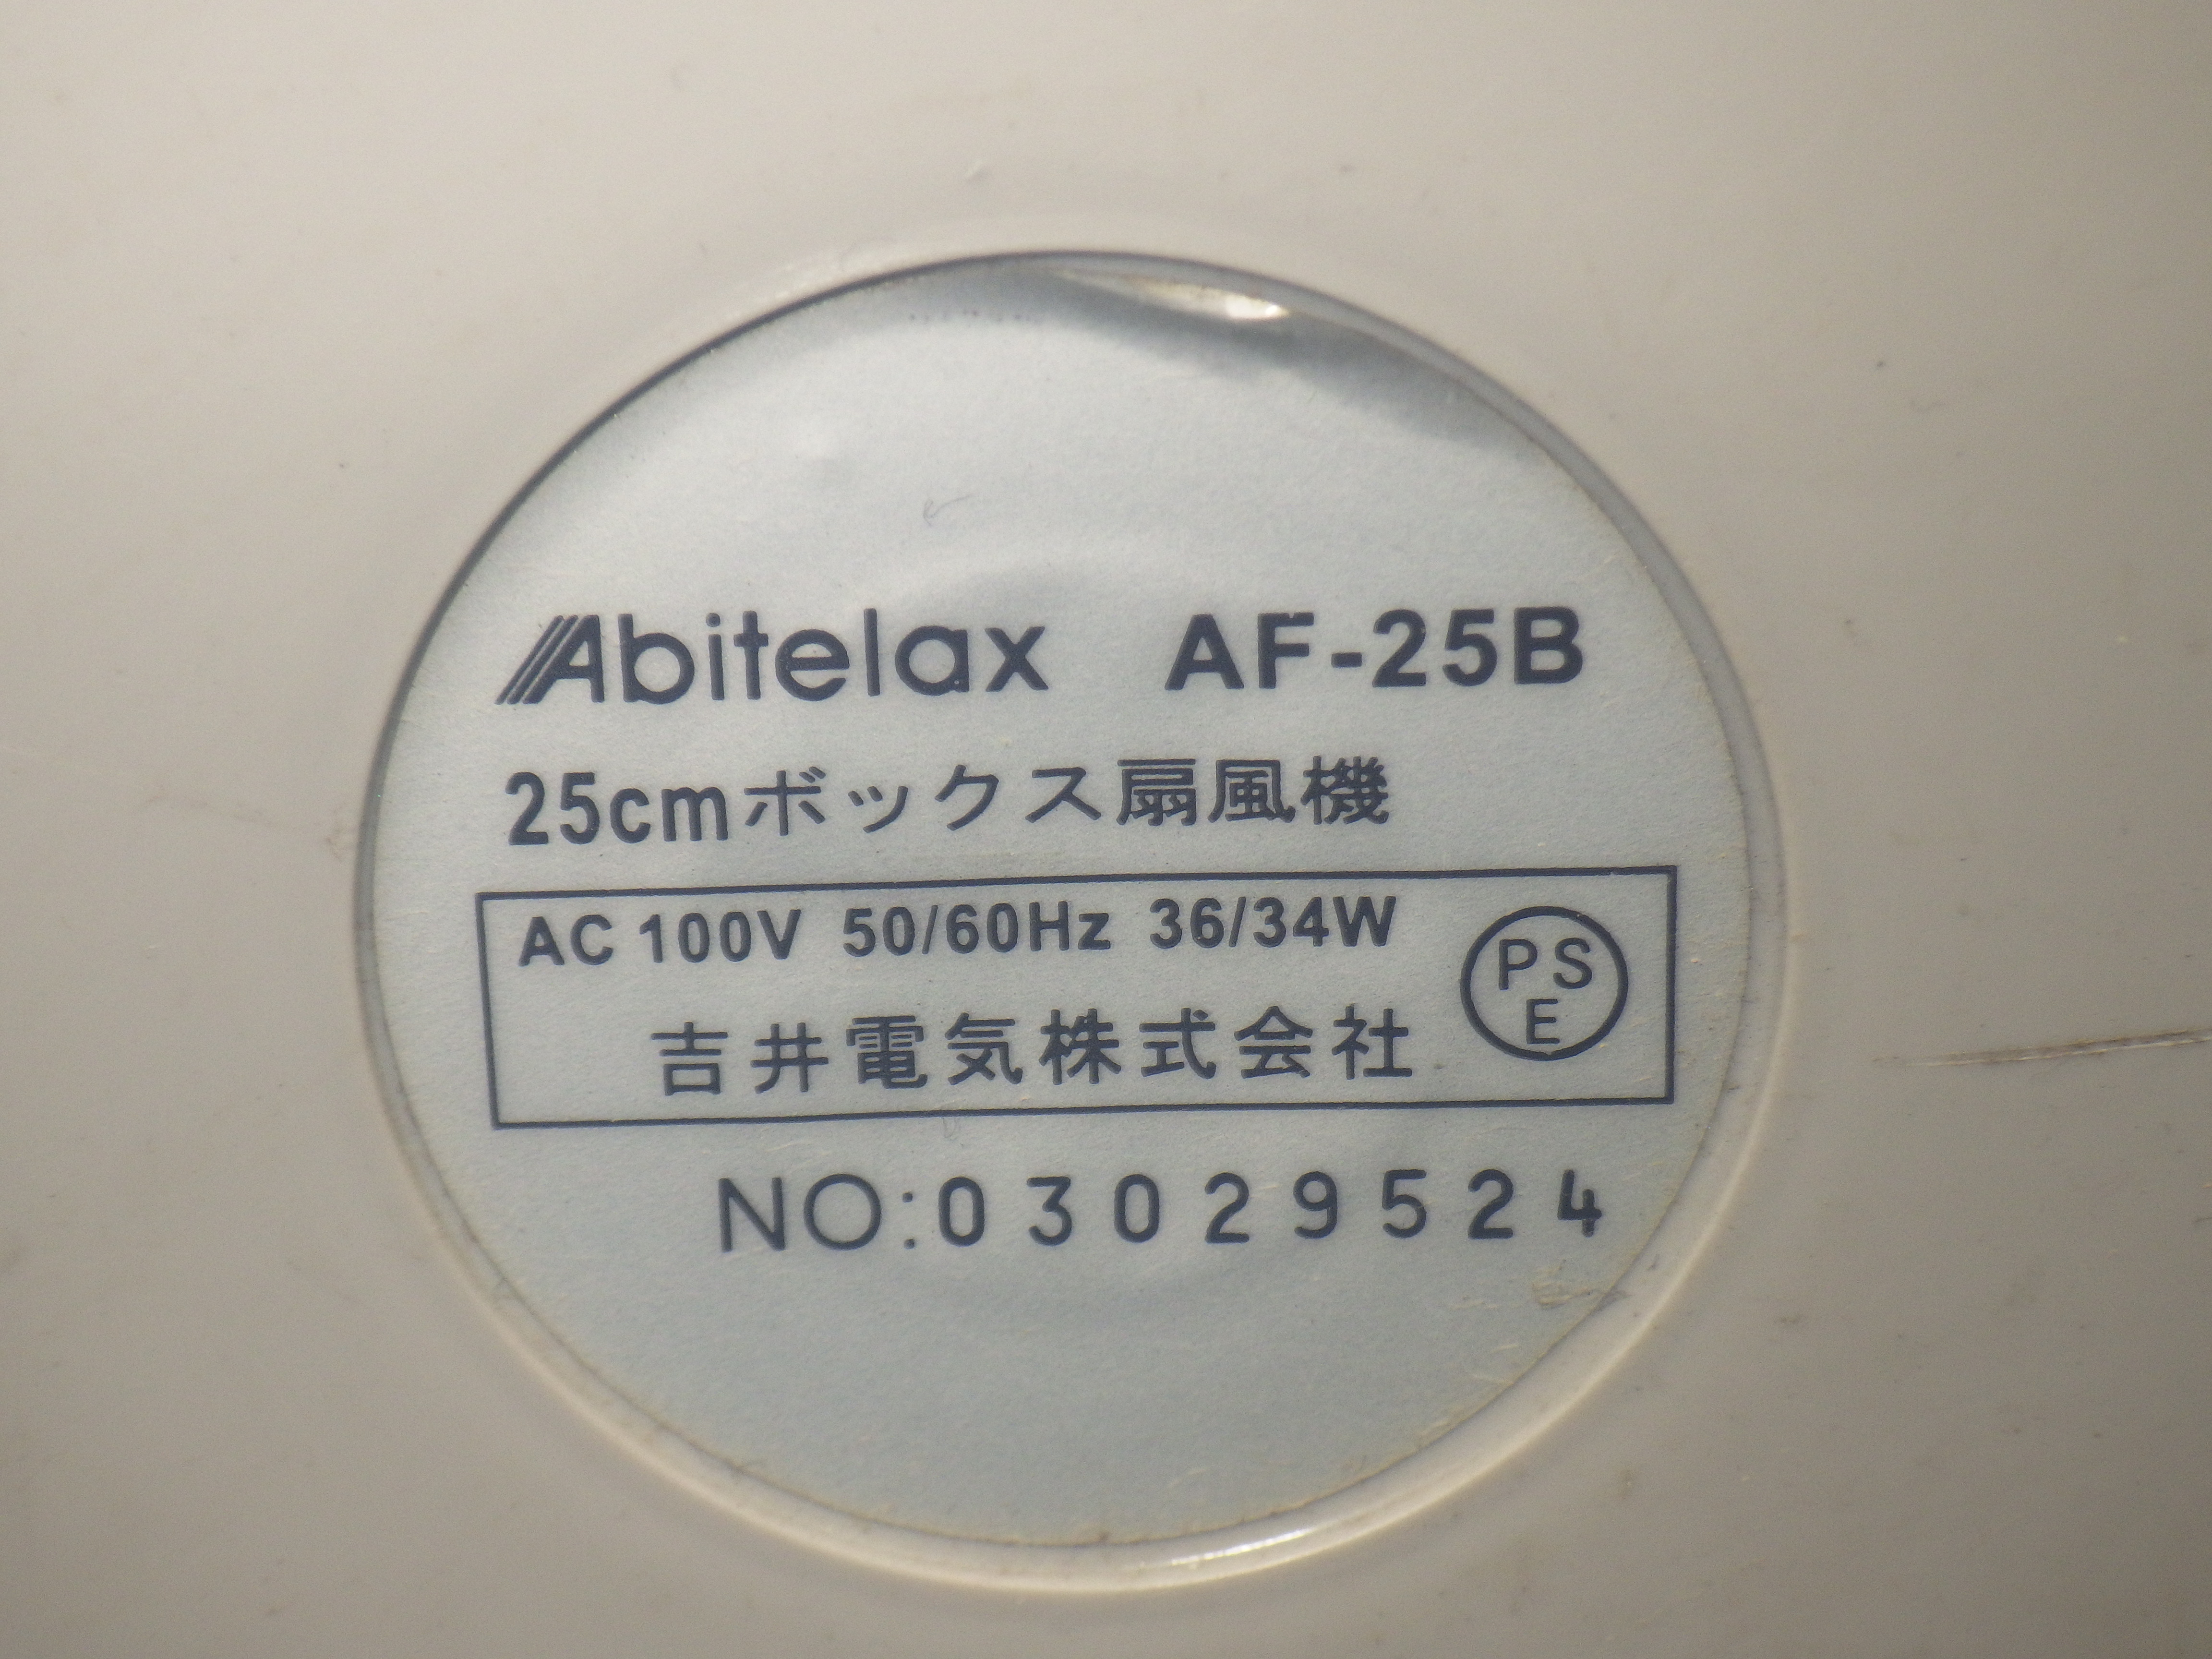 Abitelax AF-25B
25cmボックス扇風機
AC 100V 50/60Hz 36/34W
PS
E
吉井電気株式会社
NO:03029524